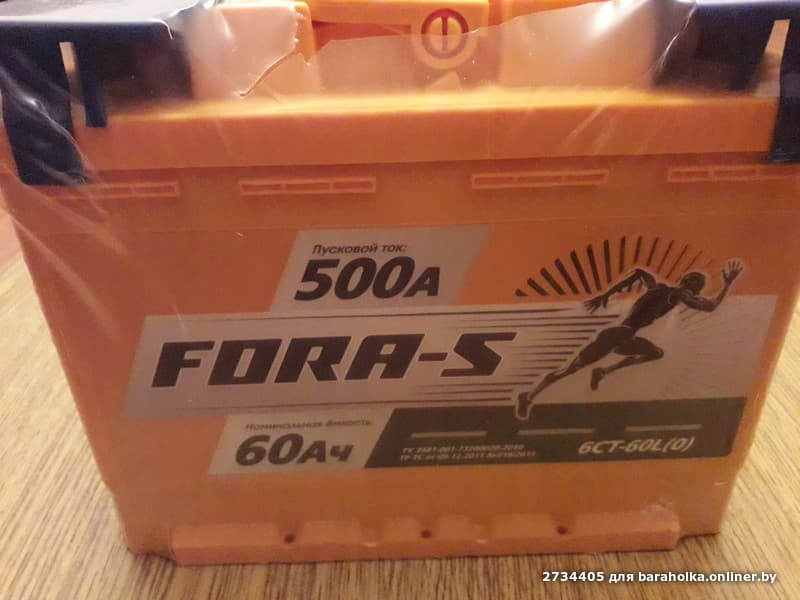 Пусковой ток:
500А
FORA-S
Номинальная ёмкость
60Ач
6СТ-60L(0)
2734405 для baraholka.onliner.by